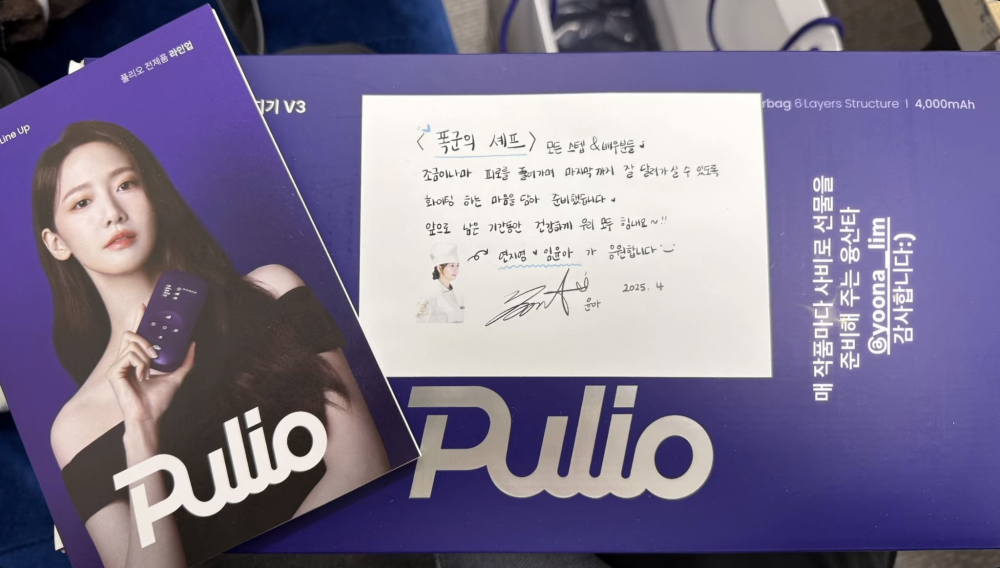 풀리오 전제품 라인업
Line Up
Pulio
기 V3
rbag 6 Layers Structure | 4,000mAh
<폭군의 셰프> 모든 스텝 & 배우분들
조금이나마 피로를 풀어가며 마지막까지 잘 달려가실 수 있도록
화이팅 하는 마음을 담아 준비했습니다
앞으로 남은 기간동안 건강하게 우리 모두 힘내요~!!
연지영 ♥ 임윤아 가 응원합니다
윤아
2025. 4
Pulio
매 작품마다 사비로 선물을
준비해 주는 융산타
@yoona__lim
감사합니다:)